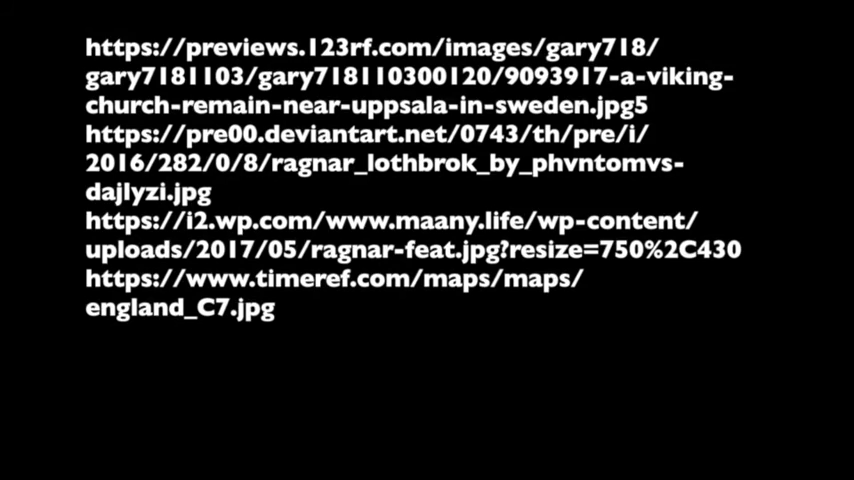 https://previews.123rf.com/images/gary718/
gary7181103/gary718110300120/9093917-a-viking-
church-remain-near-uppsala-in-sweden.jpg5
https://pre00.deviantart.net/0743/th/pre/i/
2016/282/0/8/ragnar_lothbrok_by_phvntomvs-
dajlyzi.jpg
https://i2.wp.com/www.maany.life/wp-content/
uploads/2017/05/ragnar-feat.jpg?resize=750%2C430
https://www.timeref.com/maps/maps/
england_C7.jpg